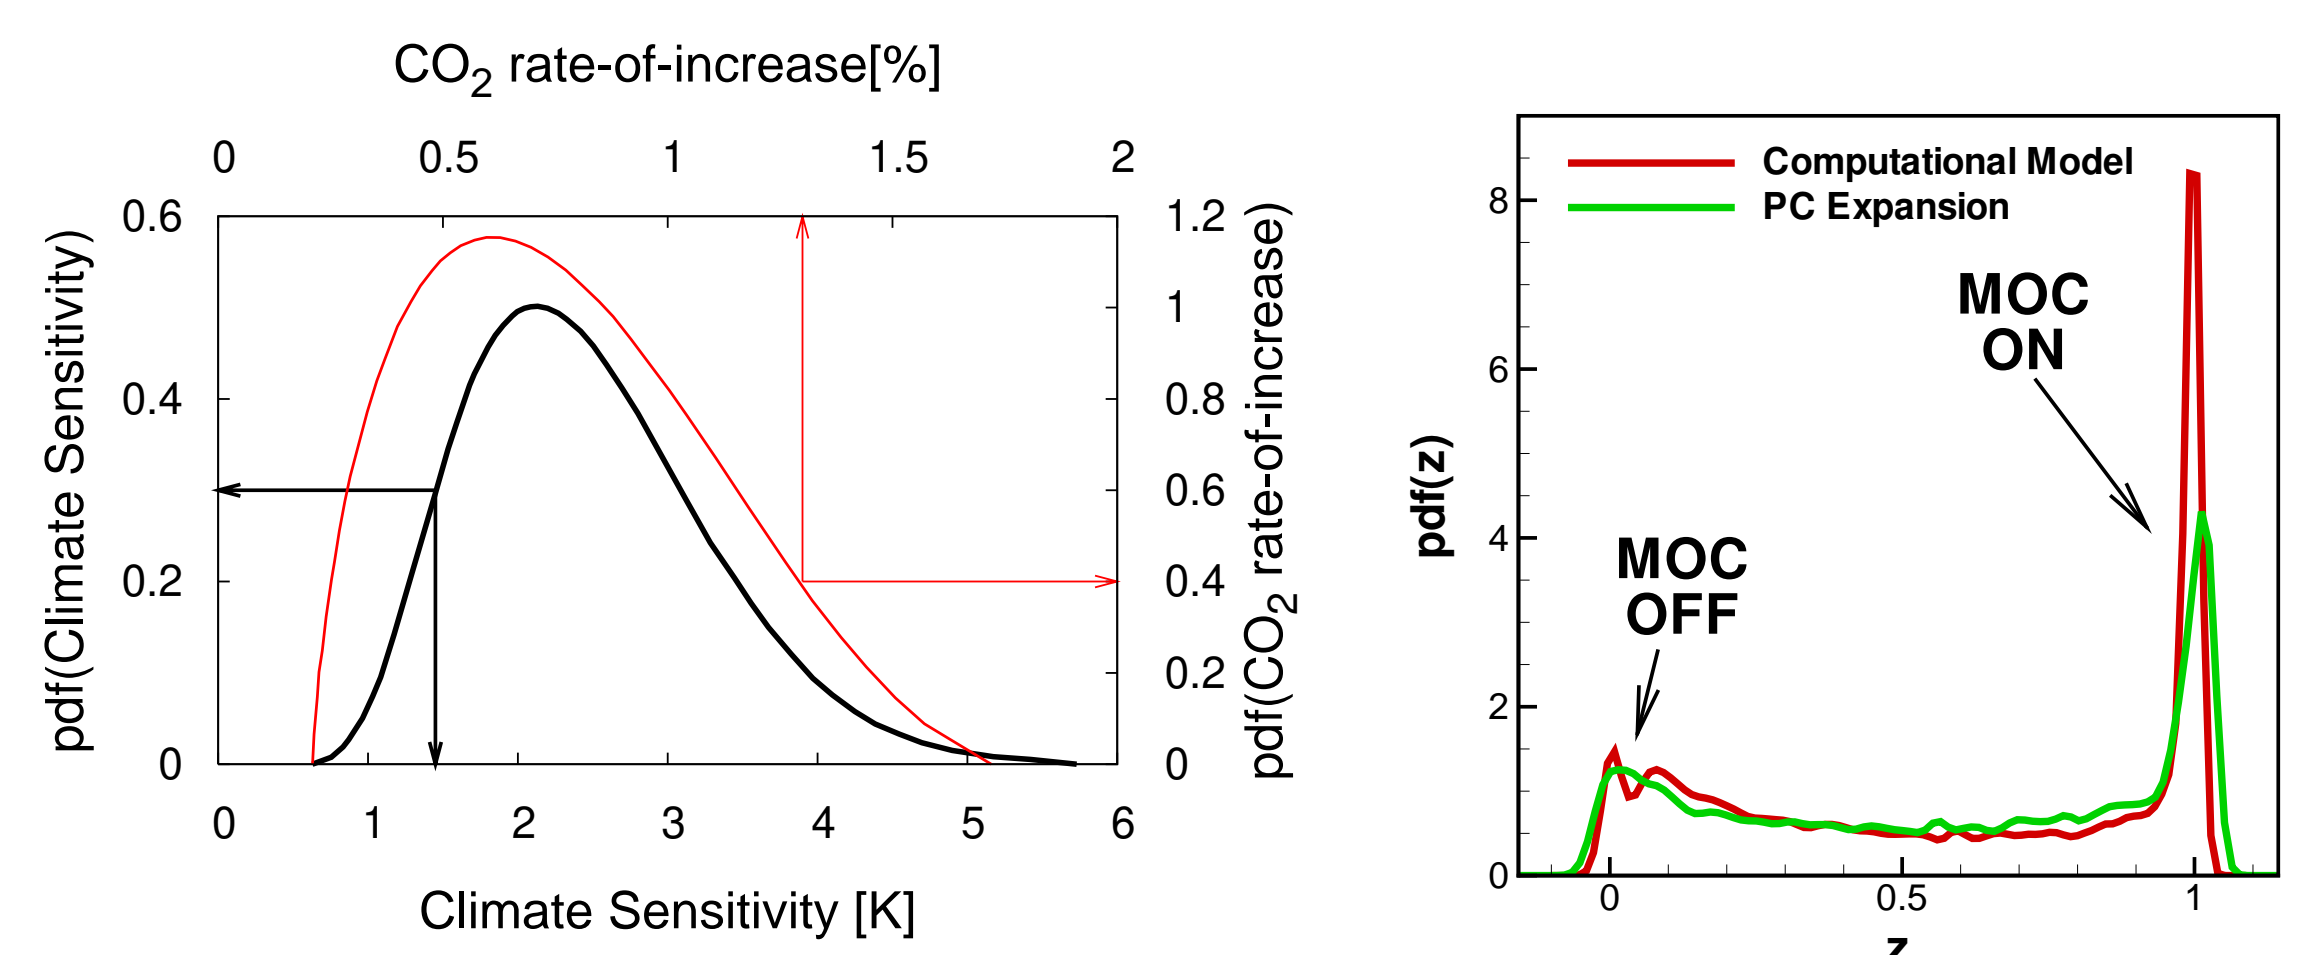 CO2 rate-of-increase[%]
0 0.5 1 1.5 2
0.6
0.4
0.2
0
pdf(Climate Sensitivity)
1.2
1
0.8
0.6
0.4
0.2
0
pdf(CO2 rate-of-increase)
0 1 2 3 4 5 6
Climate Sensitivity [K]
Computational Model
PC Expansion
MOC
ON
MOC
OFF
pdf(z)
8
6
4
2
0
0 0.5 1
z